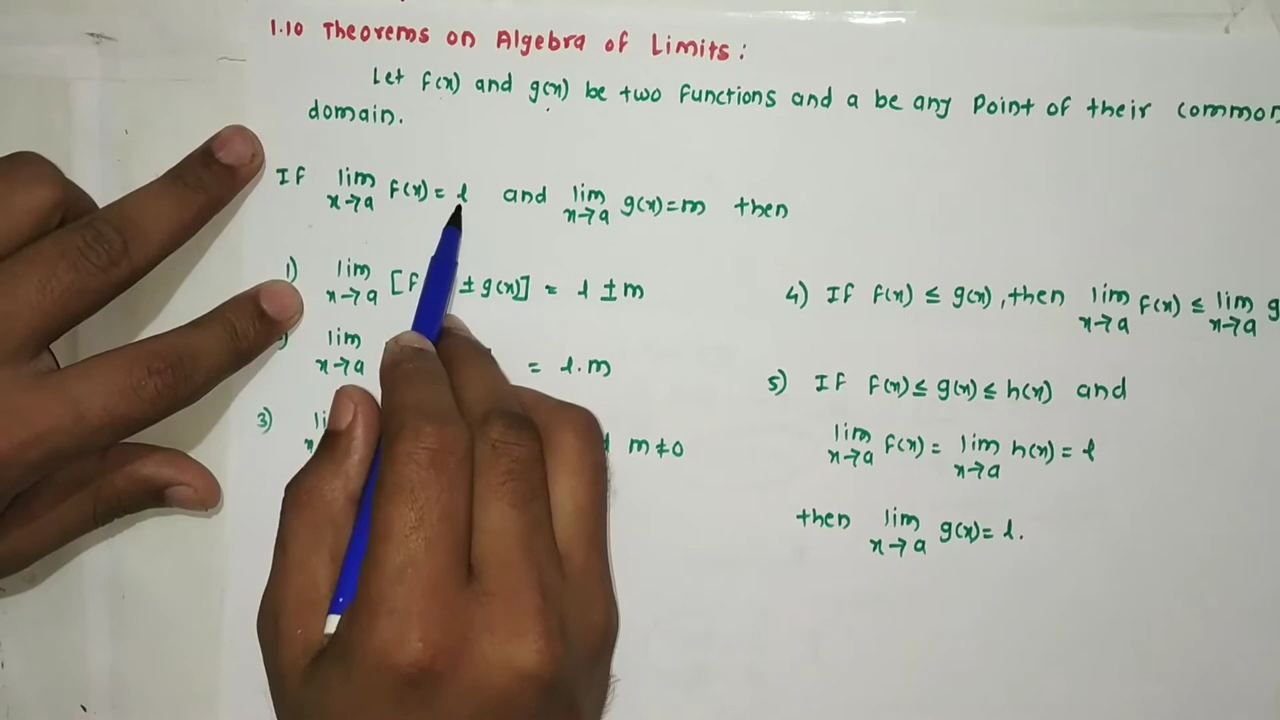 1.10 Theorems on Algebra of Limits:
Let f(x) and g(x) be two functions and a be any point of their common
domain.
If lim x→a f(x) = l and lim x→a g(x) = m then
1) lim x→a [f ± g(x)] = l ± m
lim x→a = l.m
3) m ≠ 0
4) If f(x) ≤ g(x), then lim x→a f(x) ≤ lim x→a g
5) If f(x) ≤ g(x) ≤ h(x) and
lim x→a f(x) = lim x→a h(x) = l
then lim x→a g(x) = l.